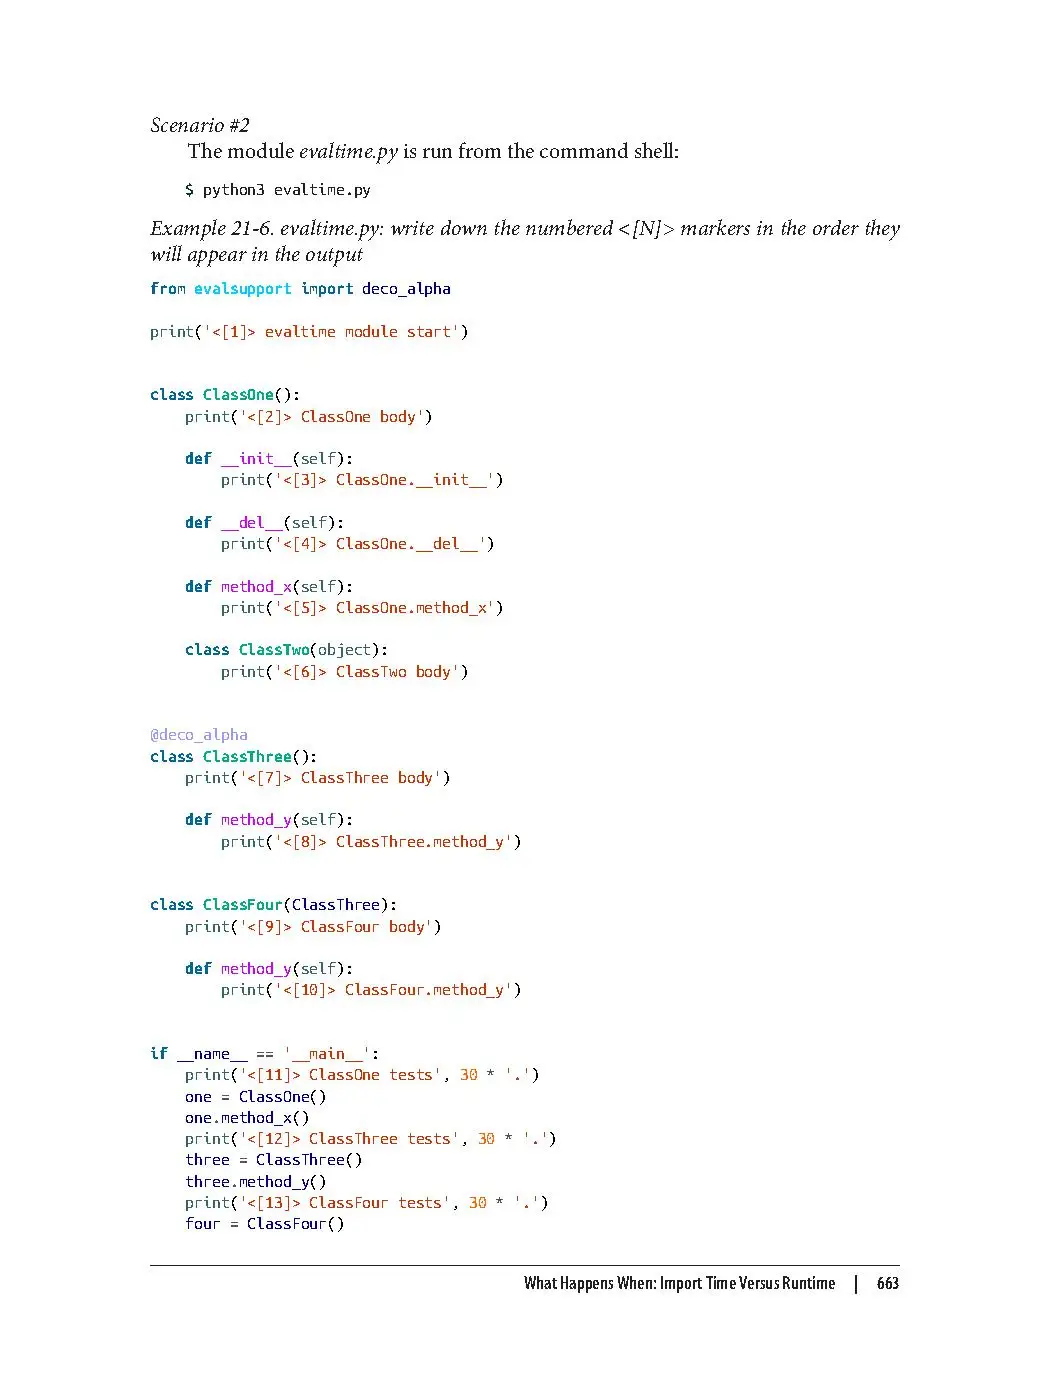 Scenario #2
The module evaltime.py is run from the command shell:
$ python3 evaltime.py
Example 21-6. evaltime.py: write down the numbered <[N]> markers in the order they
will appear in the output
from evalsupport import deco_alpha
print('<[1]> evaltime module start')
class ClassOne():
    print('<[2]> ClassOne body')
    def __init__(self):
        print('<[3]> ClassOne.__init__')
    def __del__(self):
        print('<[4]> ClassOne.__del__')
    def method_x(self):
        print('<[5]> ClassOne.method_x')
    class ClassTwo(object):
        print('<[6]> ClassTwo body')
@deco_alpha
class ClassThree():
    print('<[7]> ClassThree body')
    def method_y(self):
        print('<[8]> ClassThree.method_y')
class ClassFour(ClassThree):
    print('<[9]> ClassFour body')
    def method_y(self):
        print('<[10]> ClassFour.method_y')
if __name__ == '__main__':
    print('<[11]> ClassOne tests', 30 * '.')
    one = ClassOne()
    one.method_x()
    print('<[12]> ClassThree tests', 30 * '.')
    three = ClassThree()
    three.method_y()
    print('<[13]> ClassFour tests', 30 * '.')
    four = ClassFour()
What Happens When: Import Time Versus Runtime | 663